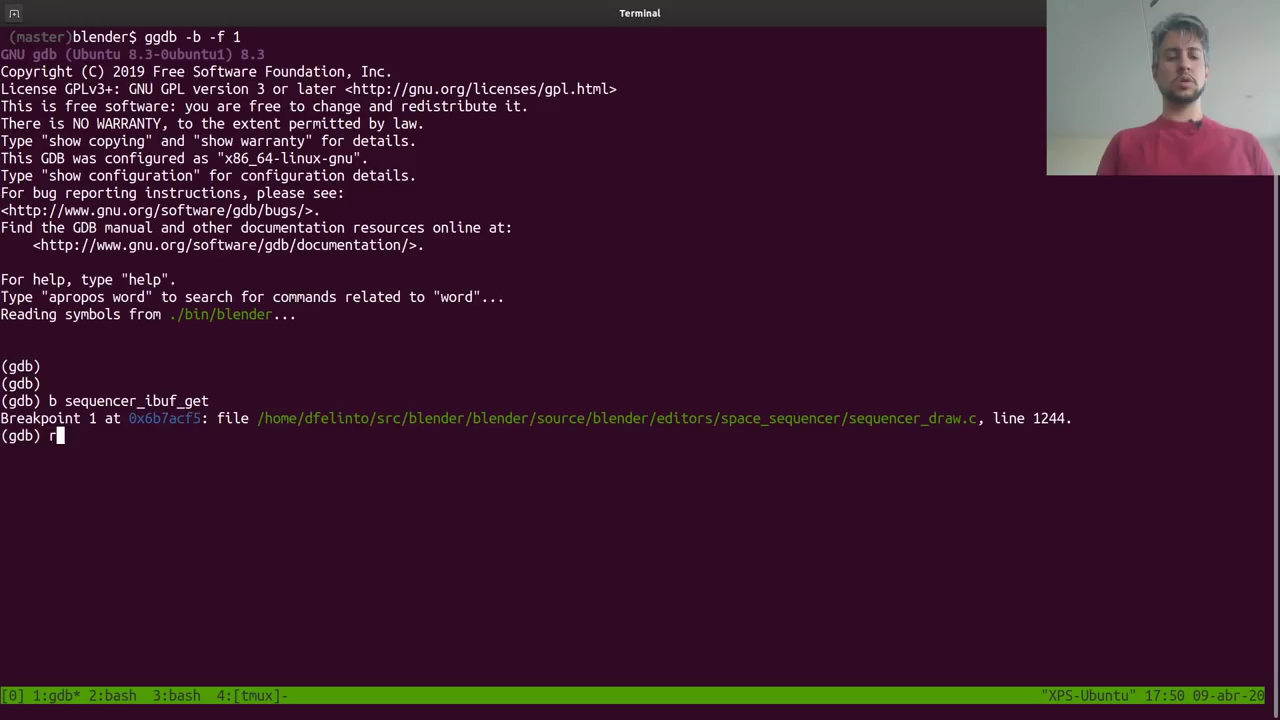 Terminal
(master)blender$ ggdb -b -f 1
GNU gdb (Ubuntu 8.3-0ubuntu1) 8.3
Copyright (C) 2019 Free Software Foundation, Inc.
License GPLv3+: GNU GPL version 3 or later <http://gnu.org/licenses/gpl.html>
This is free software: you are free to change and redistribute it.
There is NO WARRANTY, to the extent permitted by law.
Type "show copying" and "show warranty" for details.
This GDB was configured as "x86_64-linux-gnu".
Type "show configuration" for configuration details.
For bug reporting instructions, please see:
<http://www.gnu.org/software/gdb/bugs/>.
Find the GDB manual and other documentation resources online at:
    <http://www.gnu.org/software/gdb/documentation/>.
For help, type "help".
Type "apropos word" to search for commands related to "word"...
Reading symbols from ./bin/blender...
(gdb)
(gdb)
(gdb) b sequencer_ibuf_get
Breakpoint 1 at 0x6b7acf5: file /home/dfelinto/src/blender/blender/source/blender/editors/space_sequencer/sequencer_draw.c, line 1244.
(gdb) r
[0] 1:gdb* 2:bash  3:bash  4:[tmux]- "XPS-Ubuntu" 17:50 09-abr-20